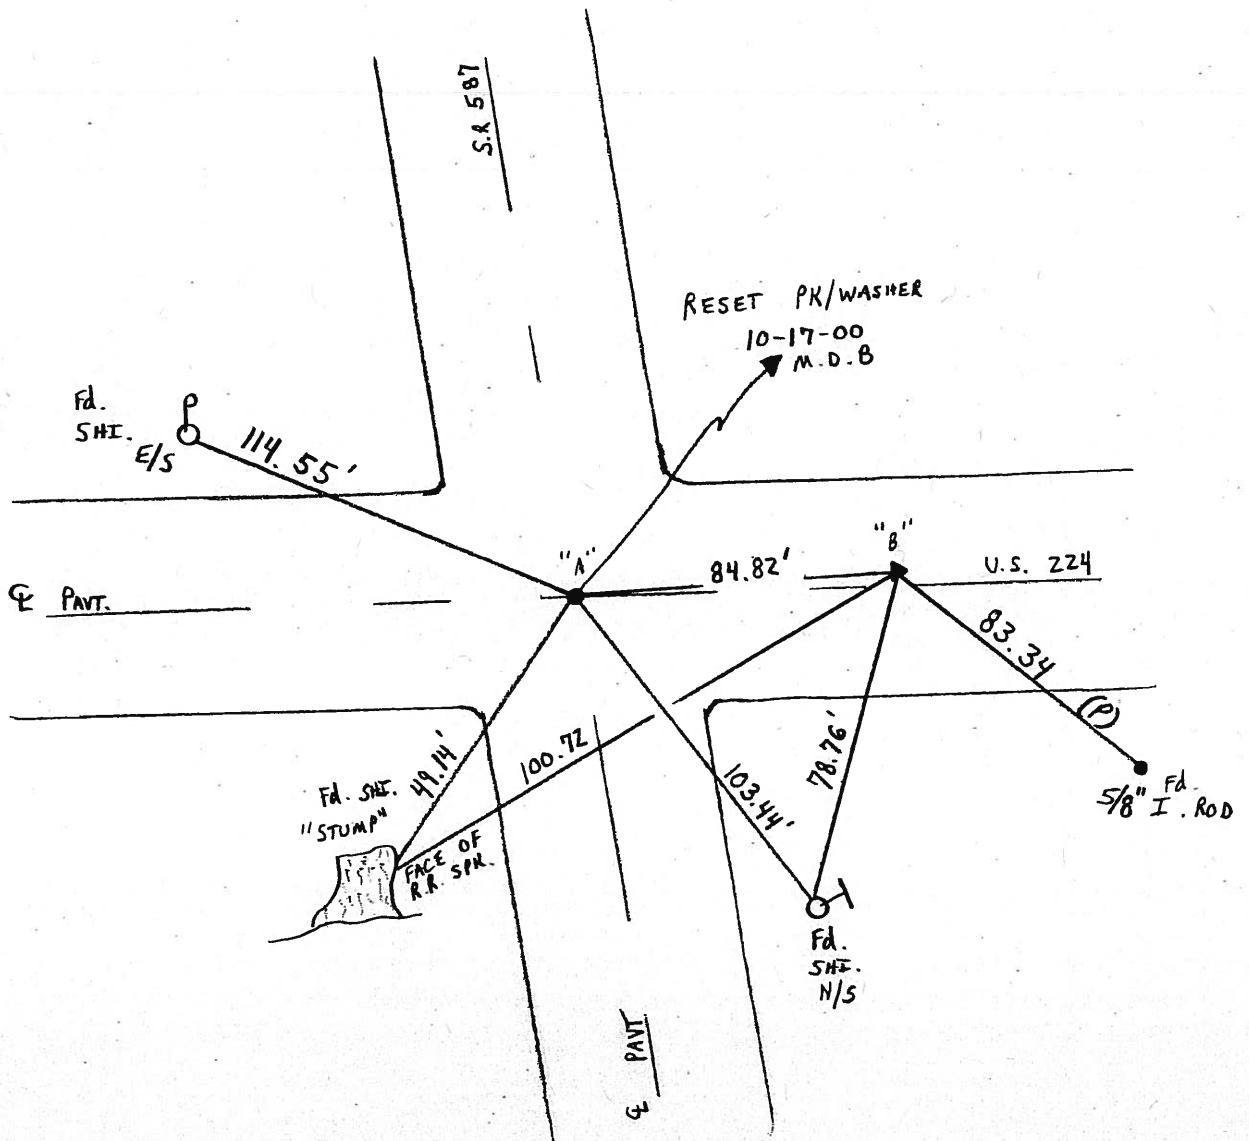 S.R 587
RESET PK/WASHER
10-17-00
M.D.B
Fd.
SHI.
E/S
114.55'
"A"
84.82'
"B"
U.S. 224
℄ PAVT.
83.34
(P)
Fd.
5/8" I. ROD
49.14'
100.72
103.44'
78.76'
Fd. SHI.
"STUMP"
FACE OF
R.R. SPK.
Fd.
SHI.
N/S
℄ PAVT